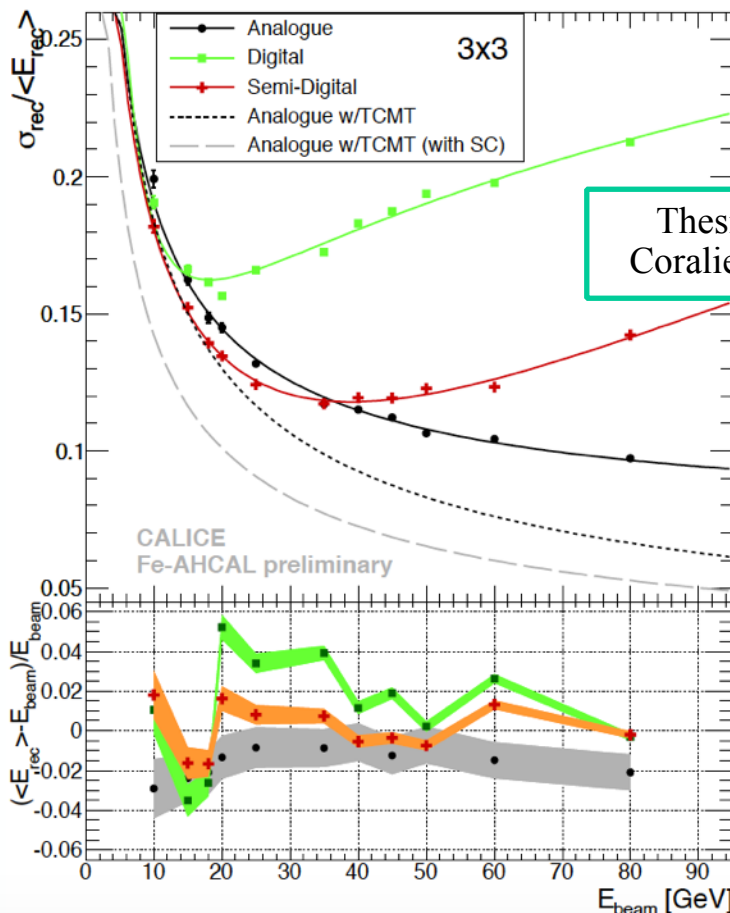 σrec/<Erec>
0.25
0.2
0.15
0.1
0.05
Analogue
Digital
Semi-Digital
Analogue w/TCMT
Analogue w/TCMT (with SC)
3x3
Coralie
CALICE
Fe-AHCAL preliminary
(<Erec>-Ebeam)/Ebeam
0.06
0.04
0.02
0
-0.02
-0.04
-0.06
0 10 20 30 40 50 60 70 80 90
Ebeam [GeV]